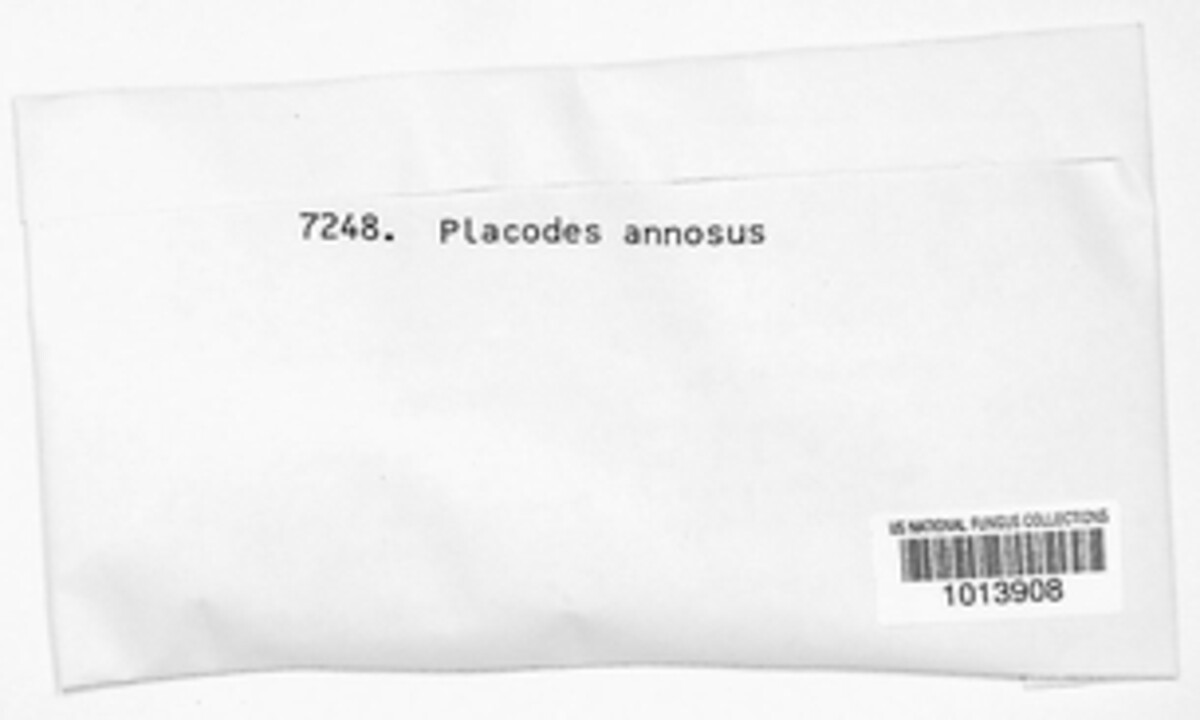 7248. Placodes annosus
US NATIONAL FUNGUS COLLECTIONS
1013908